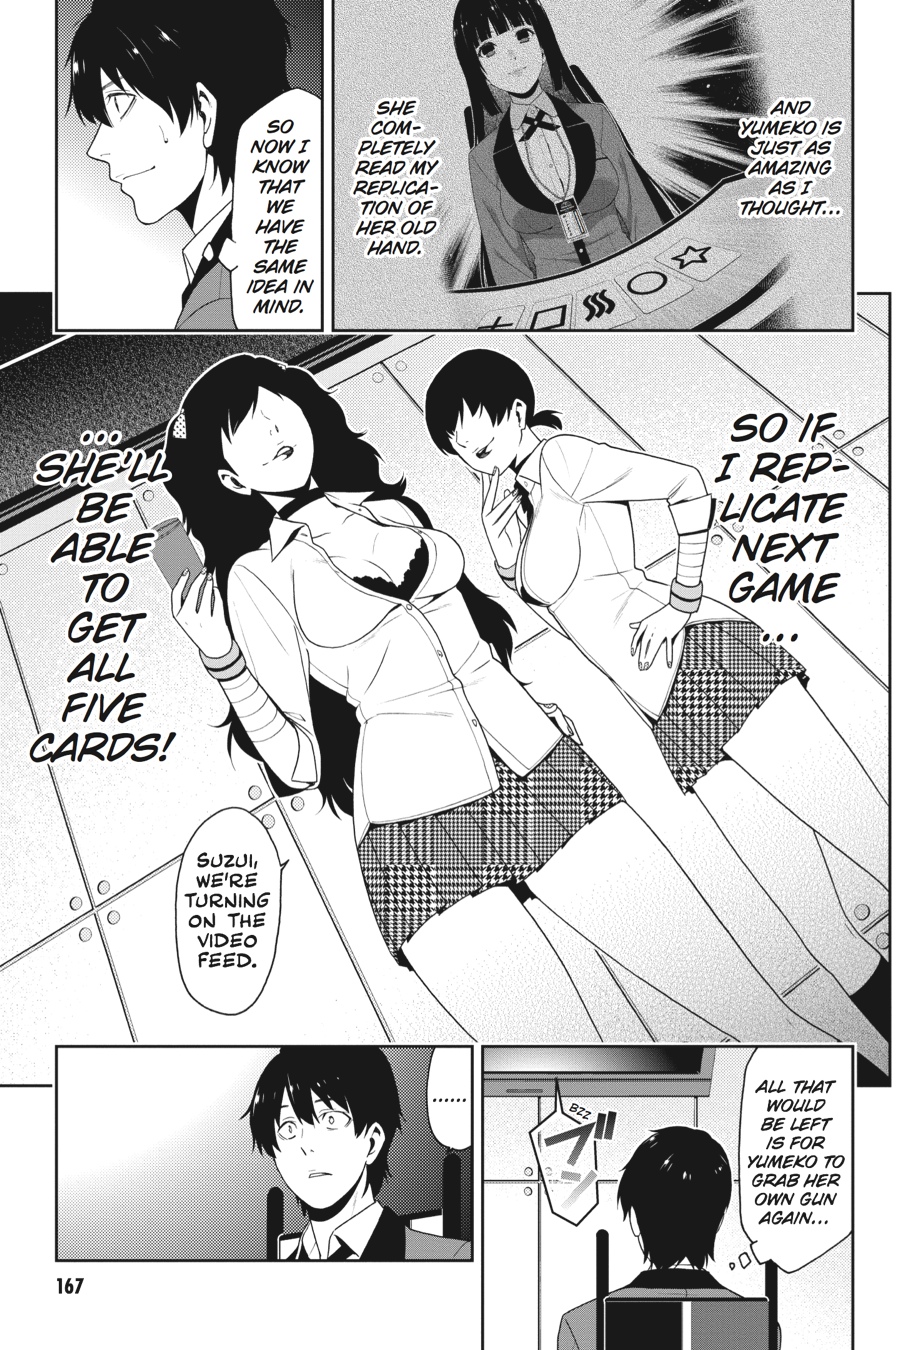 AND
YUMEKO IS
JUST AS
AMAZING
AS I
THOUGHT...
SHE
COM-
PLETELY
READ MY
REPLICA-
TION OF
HER OLD
HAND.
SO
NOW I
KNOW
THAT
WE
HAVE
THE
SAME
IDEA IN
MIND.
SO IF
I REP-
LICATE
NEXT
GAME
...
...
SHE'LL
BE
ABLE
TO
GET
ALL
FIVE
CARDS!
SUZUI,
WE'RE
TURNING
ON THE
VIDEO
FEED.
ALL THAT
WOULD
BE LEFT
IS FOR
YUMEKO TO
GRAB HER
OWN GUN
AGAIN...
BZZ
ブツ
......
167